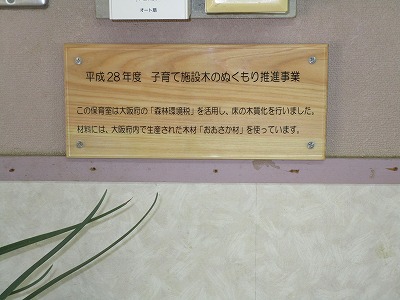 オート扉
平成28年度 子育て施設木のぬくもり推進事業
この保育室は大阪府の「森林環境税」を活用し、床の木質化を行いました。
材料には、大阪府内で生産された木材「おおさか材」を使っています。